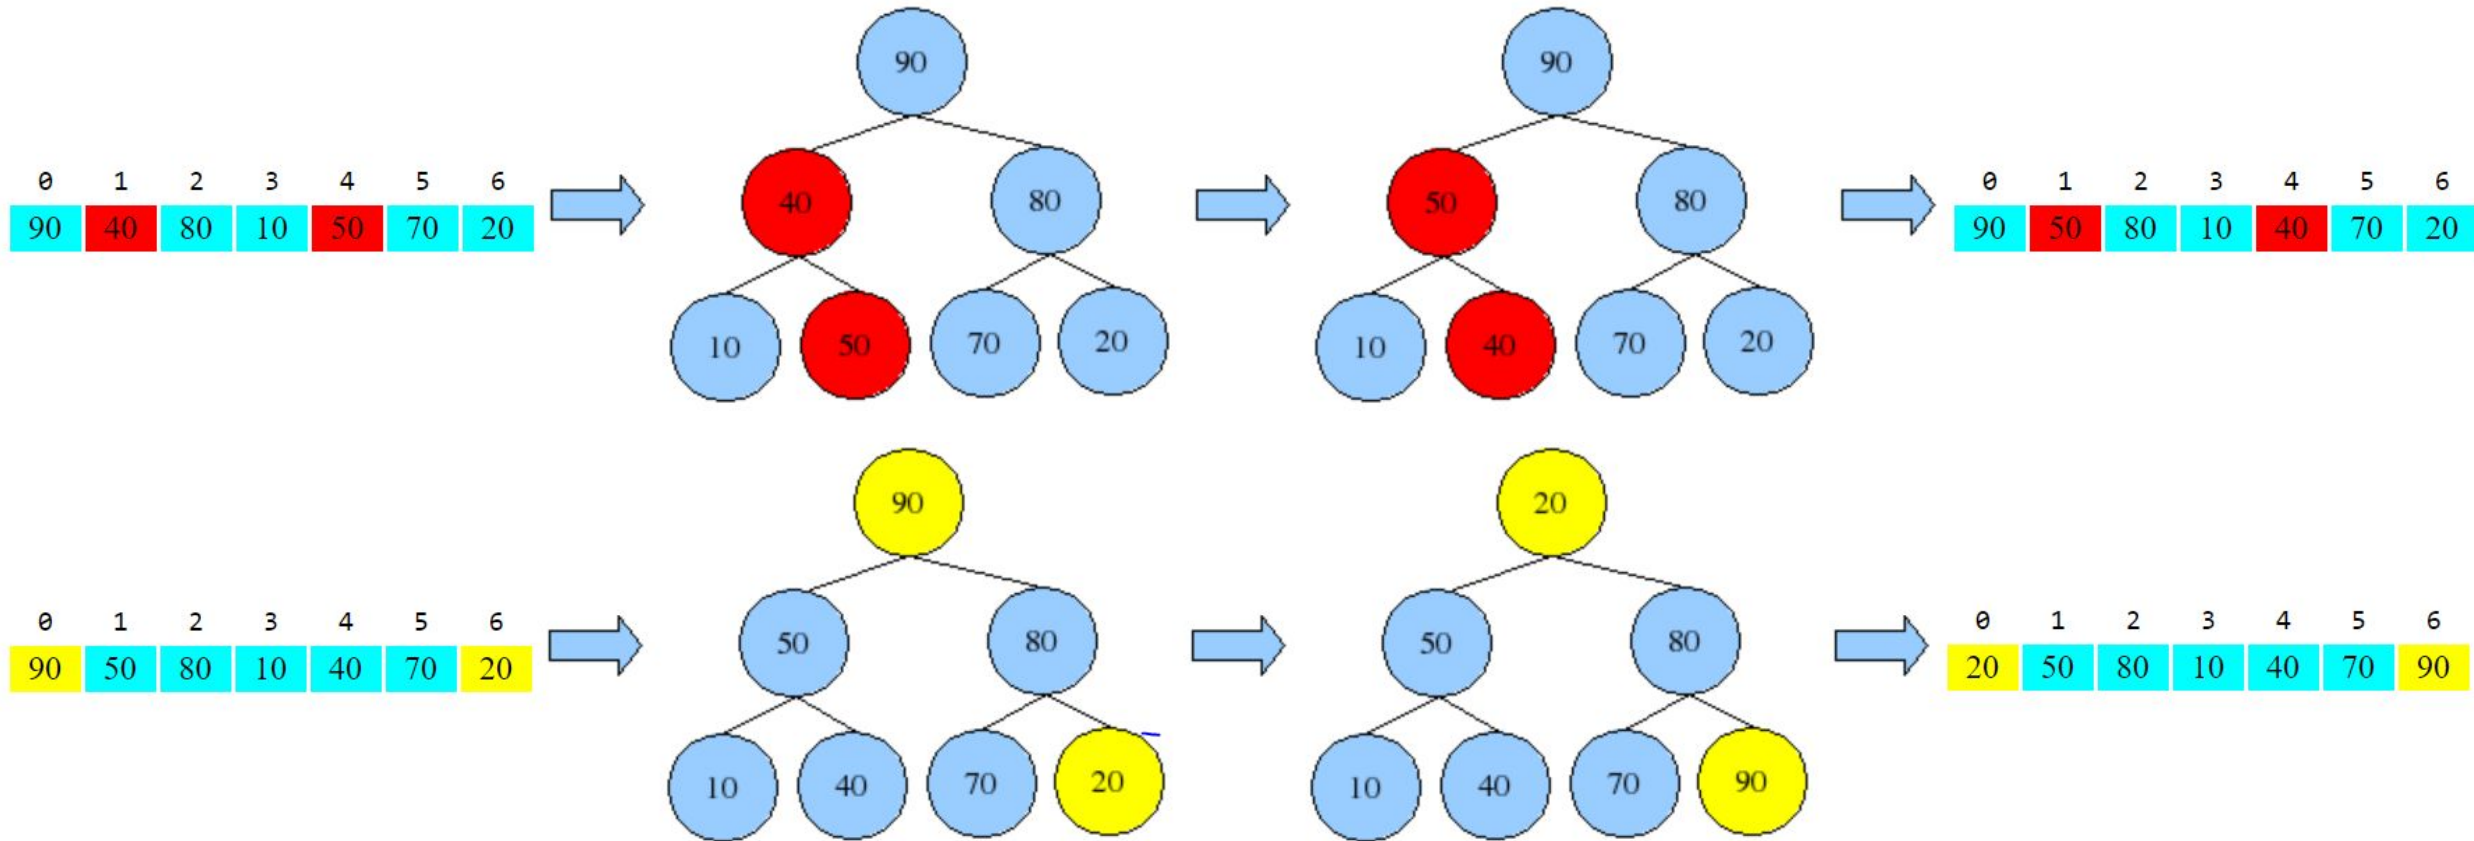 90 90
0 1 2 3 4 5 6 40 80 50 80 0 1 2 3 4 5 6
90 40 80 10 50 70 20 90 50 80 10 40 70 20
10 50 70 20 10 40 70 20
90 20
0 1 2 3 4 5 6 50 80 50 80 0 1 2 3 4 5 6
90 50 80 10 40 70 20 20 50 80 10 40 70 90
10 40 70 20 10 40 70 90